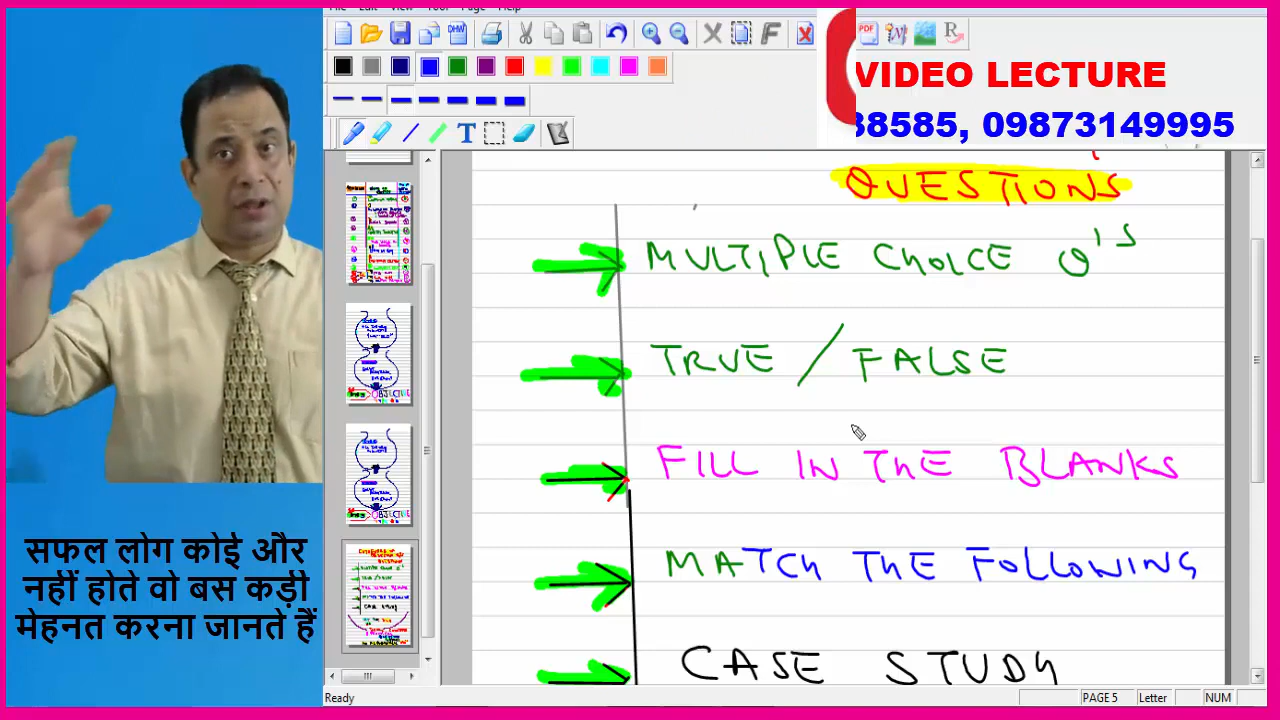 VIDEO LECTURE
38585, 09873149995
QUESTIONS
MULTIPLE CHOICE Q'S
TRUE / FALSE
FILL IN THE BLANKS
MATCH THE FOLLOWING
CASE STUDY
सफल लोग कोई और
नहीं होते वो बस कड़ी
मेहनत करना जानते हैं
Ready
PAGE 5
Letter
NUM